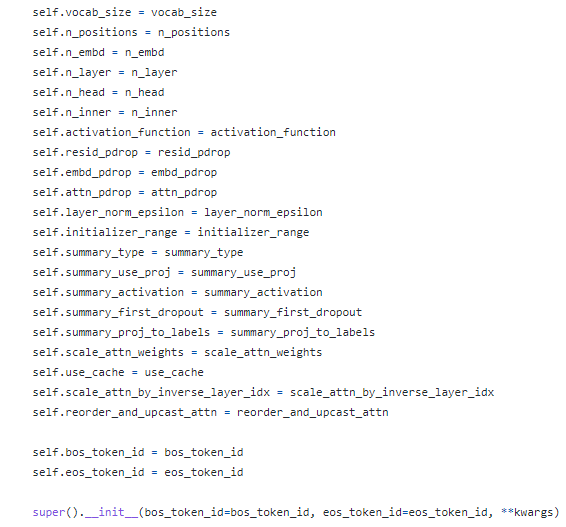 self.vocab_size = vocab_size
self.n_positions = n_positions
self.n_embd = n_embd
self.n_layer = n_layer
self.n_head = n_head
self.n_inner = n_inner
self.activation_function = activation_function
self.resid_pdrop = resid_pdrop
self.embd_pdrop = embd_pdrop
self.attn_pdrop = attn_pdrop
self.layer_norm_epsilon = layer_norm_epsilon
self.initializer_range = initializer_range
self.summary_type = summary_type
self.summary_use_proj = summary_use_proj
self.summary_activation = summary_activation
self.summary_first_dropout = summary_first_dropout
self.summary_proj_to_labels = summary_proj_to_labels
self.scale_attn_weights = scale_attn_weights
self.use_cache = use_cache
self.scale_attn_by_inverse_layer_idx = scale_attn_by_inverse_layer_idx
self.reorder_and_upcast_attn = reorder_and_upcast_attn
self.bos_token_id = bos_token_id
self.eos_token_id = eos_token_id
super().__init__(bos_token_id=bos_token_id, eos_token_id=eos_token_id, **kwargs)